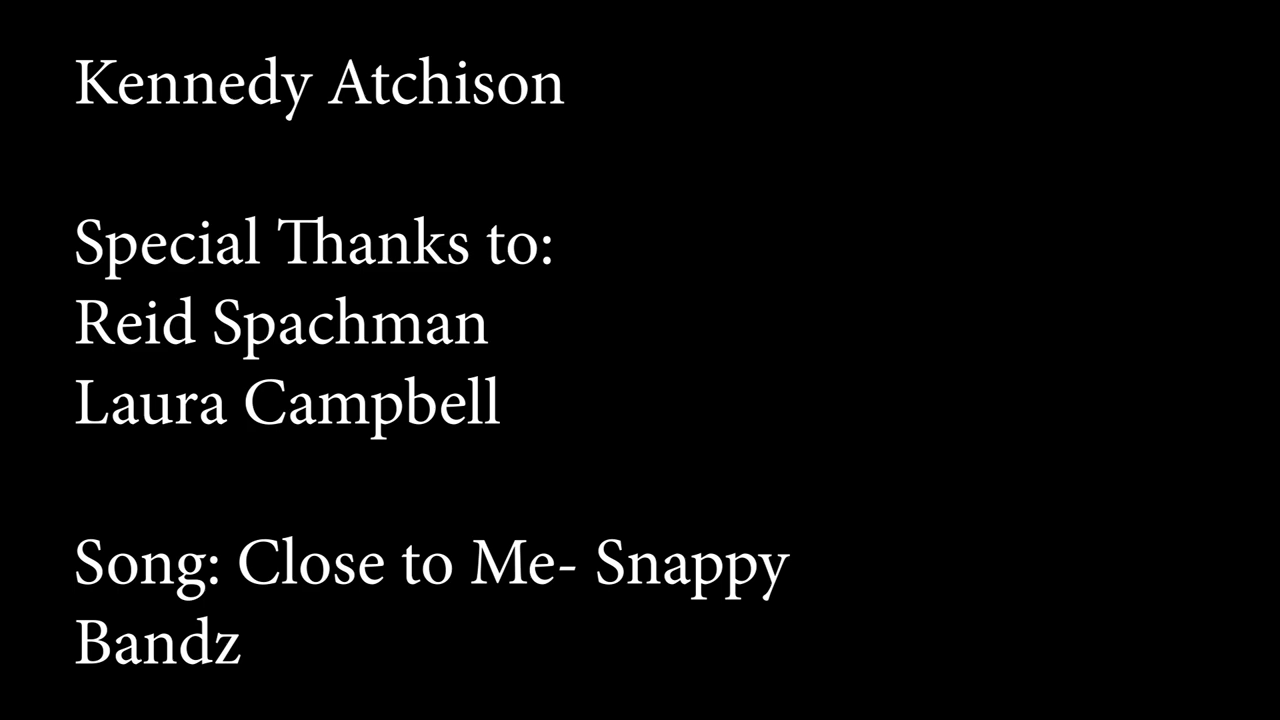 Kennedy Atchison
Special Thanks to:
Reid Spachman
Laura Campbell
Song: Close to Me- Snappy
Bandz